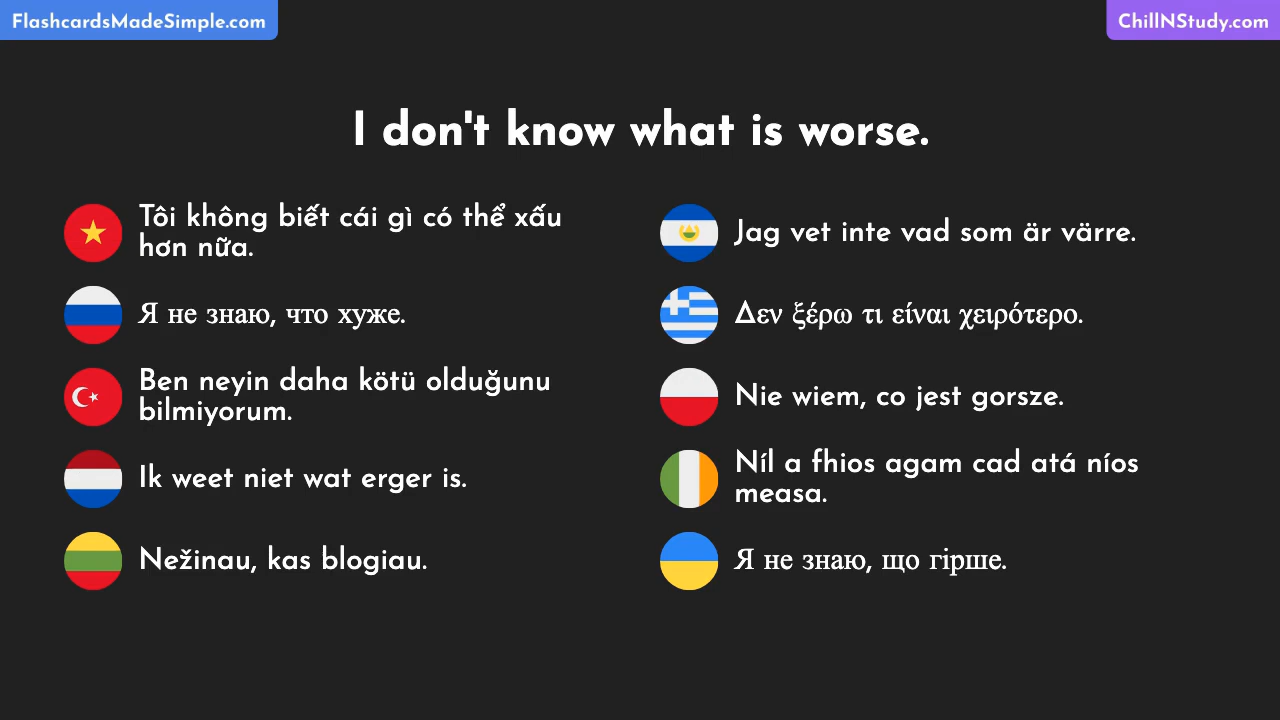 FlashcardsMadeSimple.com
ChillNStudy.com
I don't know what is worse.
Tôi không biết cái gì có thể xấu
hơn nữa.
Я не знаю, что хуже.
Ben neyin daha kötü olduğunu
bilmiyorum.
Ik weet niet wat erger is.
Nežinau, kas blogiau.
Jag vet inte vad som är värre.
Δεν ξέρω τι είναι χειρότερο.
Nie wiem, co jest gorsze.
Níl a fhios agam cad atá níos
measa.
Я не знаю, що гірше.